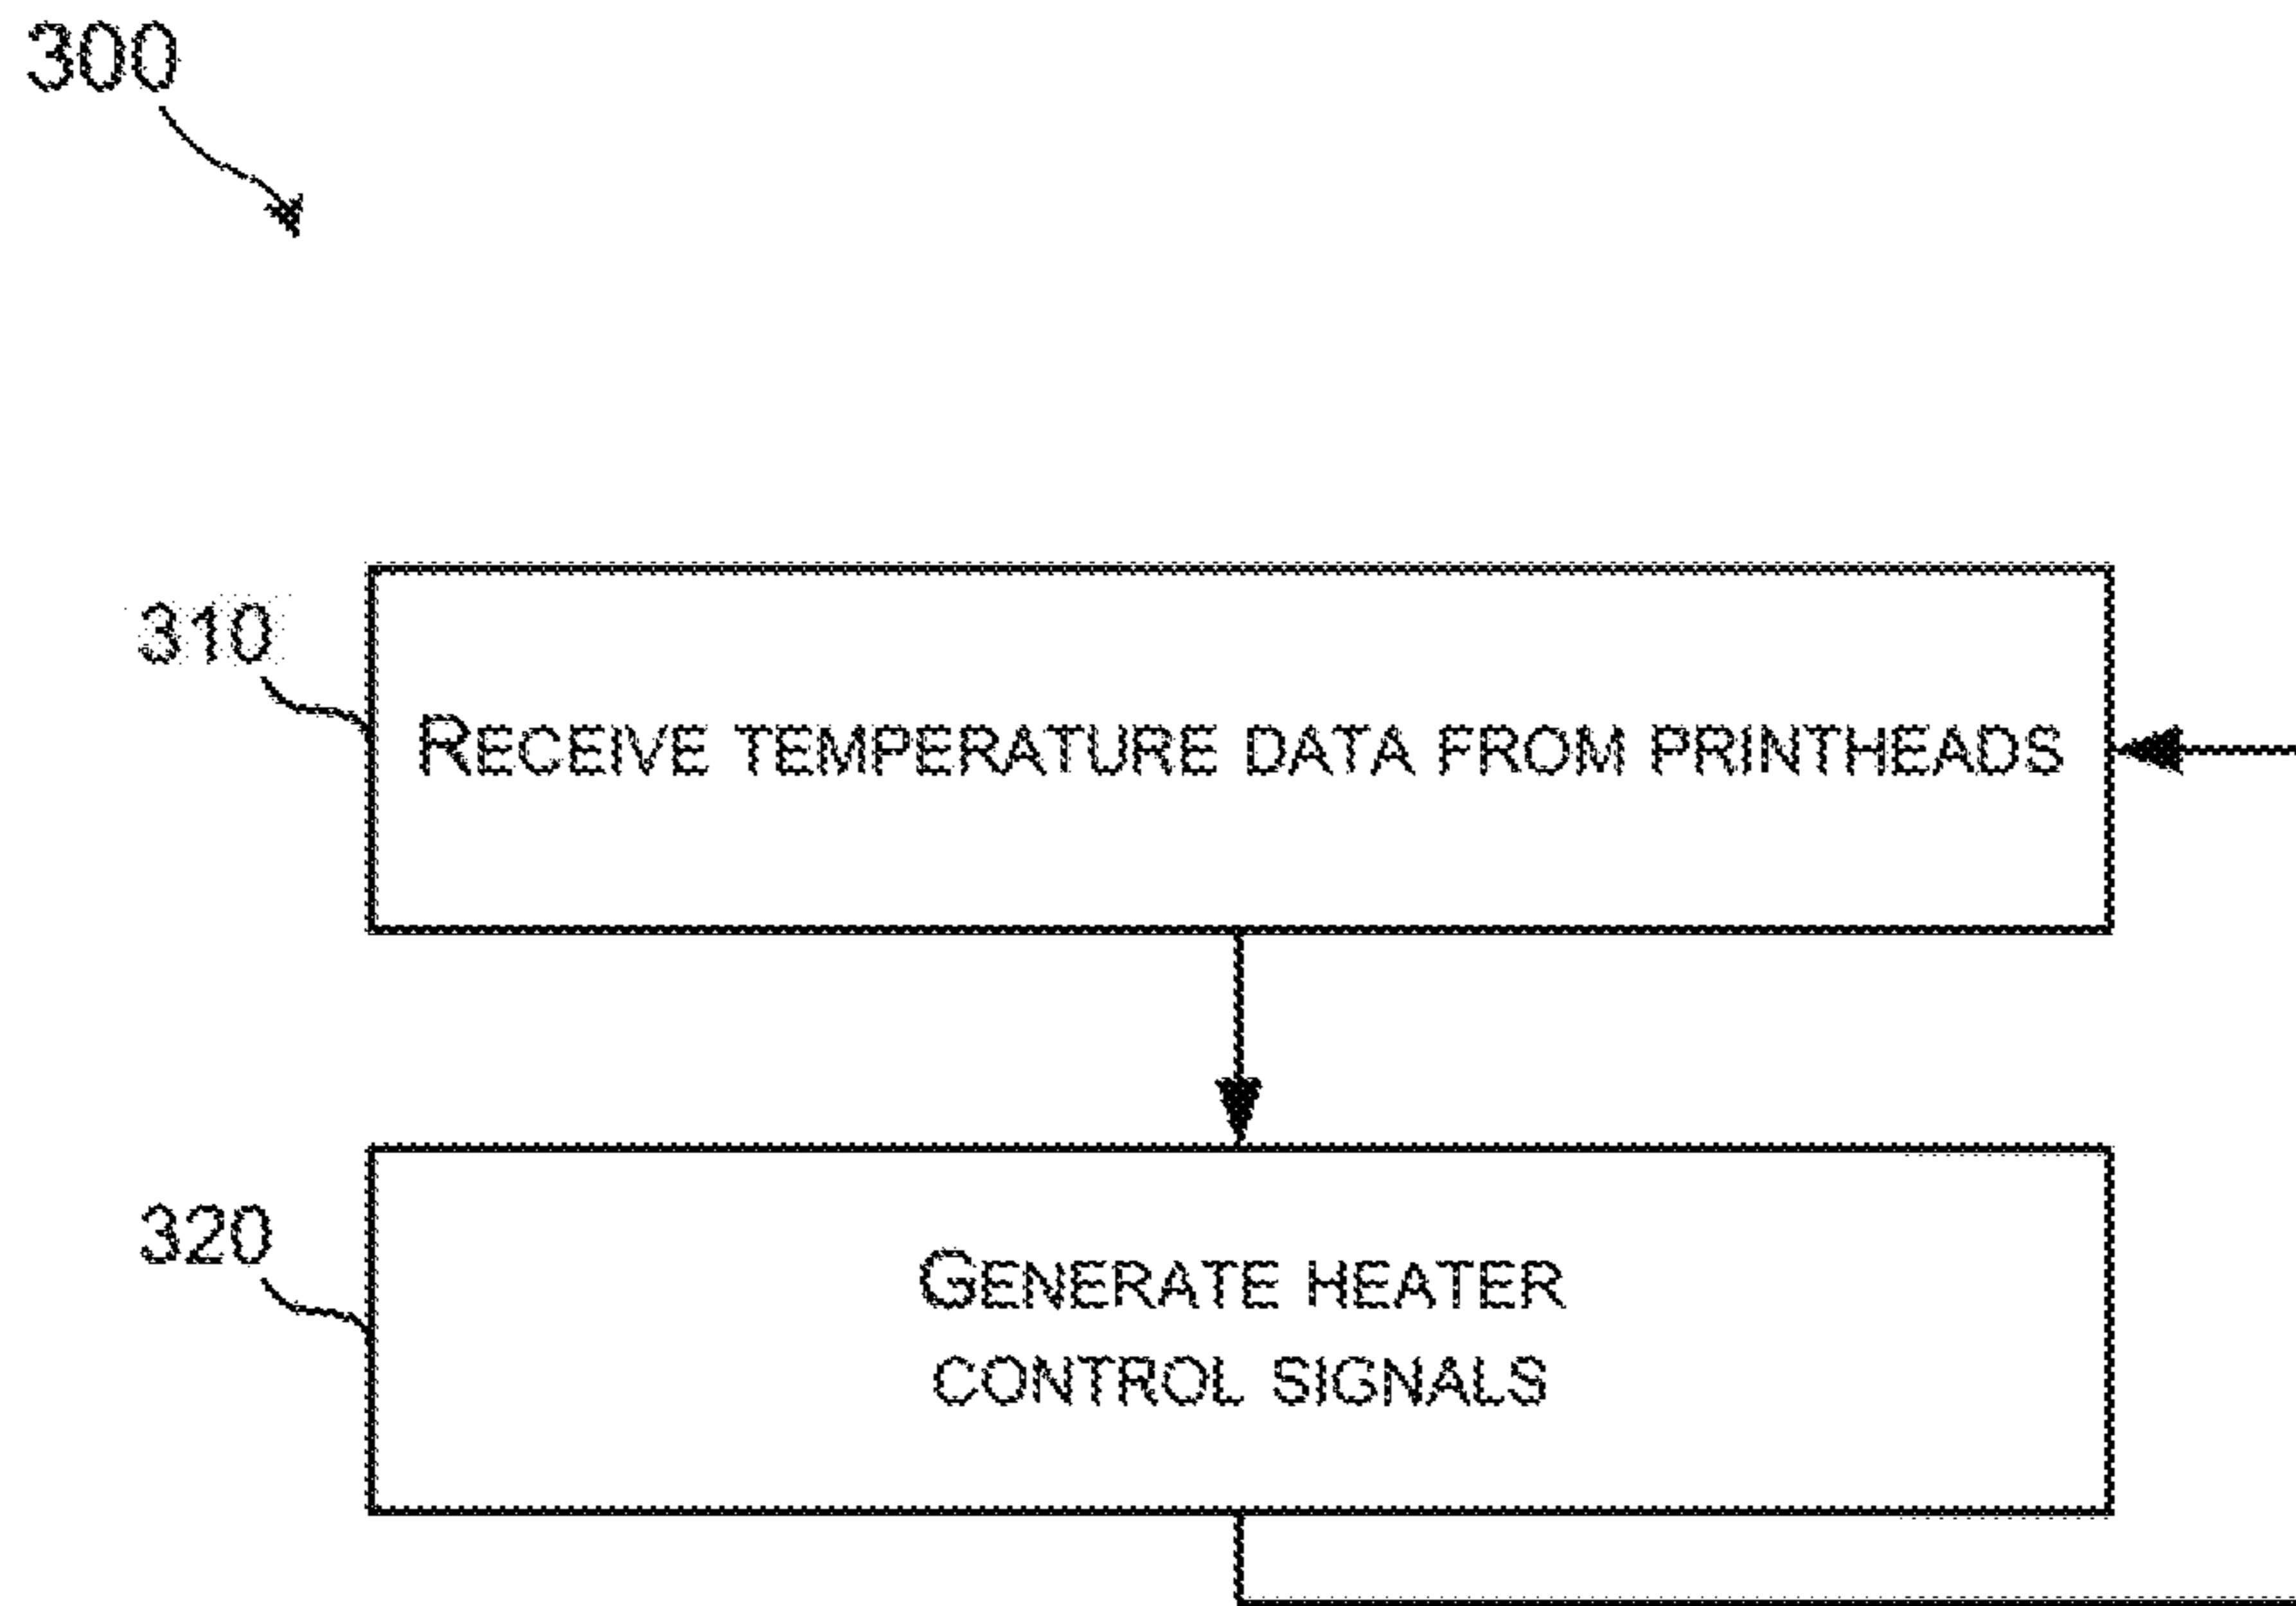 300
310
RECEIVE TEMPERATURE DATA FROM PRINTHEADS
320
GENERATE HEATER
CONTROL SIGNALS